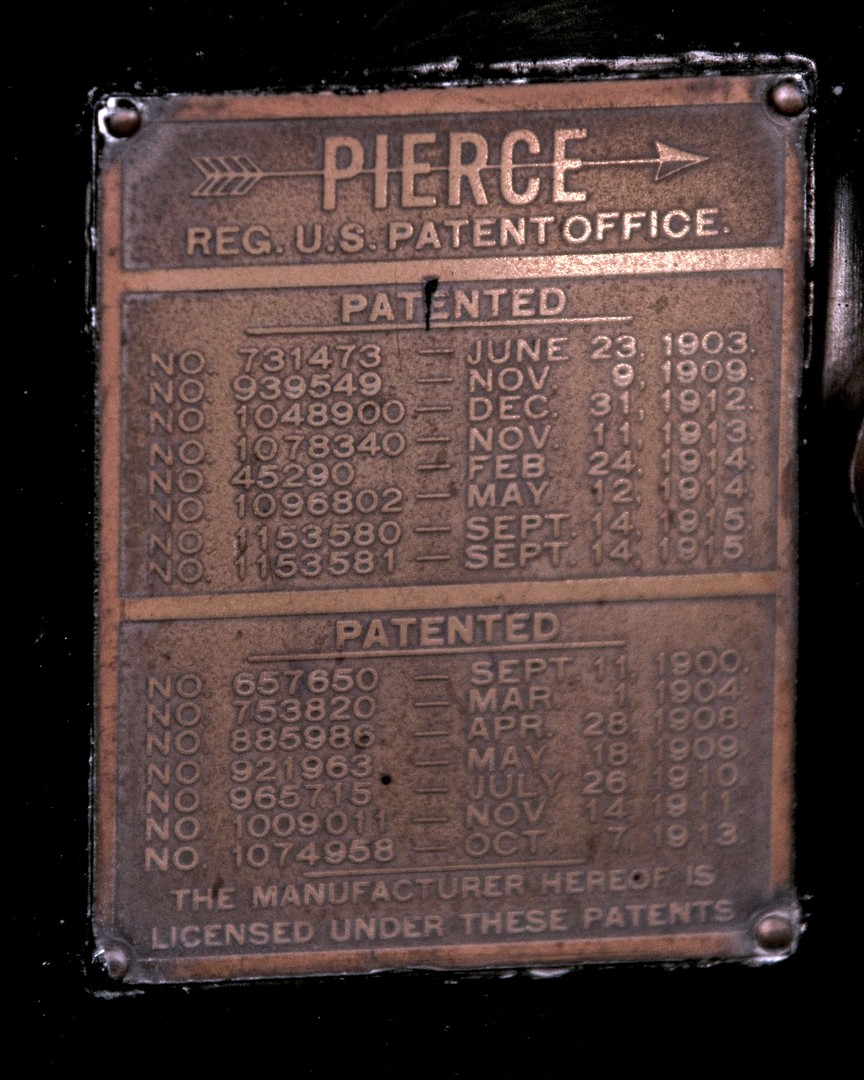 PIERCE
REG. U.S. PATENT OFFICE.
PATENTED
NO. 731473 — JUNE 23, 1903.
NO. 939549 — NOV. 9, 1909.
NO. 1048900 — DEC. 31, 1912.
NO. 1078340 — NOV. 11, 1913.
NO. 45290 — FEB. 24, 1914.
NO. 1096802 — MAY 12, 1914.
NO. 1153580 — SEPT. 14, 1915.
NO. 1153581 — SEPT. 14, 1915.
PATENTED
NO. 657650 — SEPT. 11, 1900.
NO. 753820 — MAR. 1, 1904
NO. 885986 — APR. 28, 1908
NO. 921963 — MAY 18, 1909
NO. 965715 — JULY 26, 1910
NO. 1009011 — NOV. 14, 1911
NO. 1074958 — OCT. 7, 1913
THE MANUFACTURER HEREOF IS
LICENSED UNDER THESE PATENTS